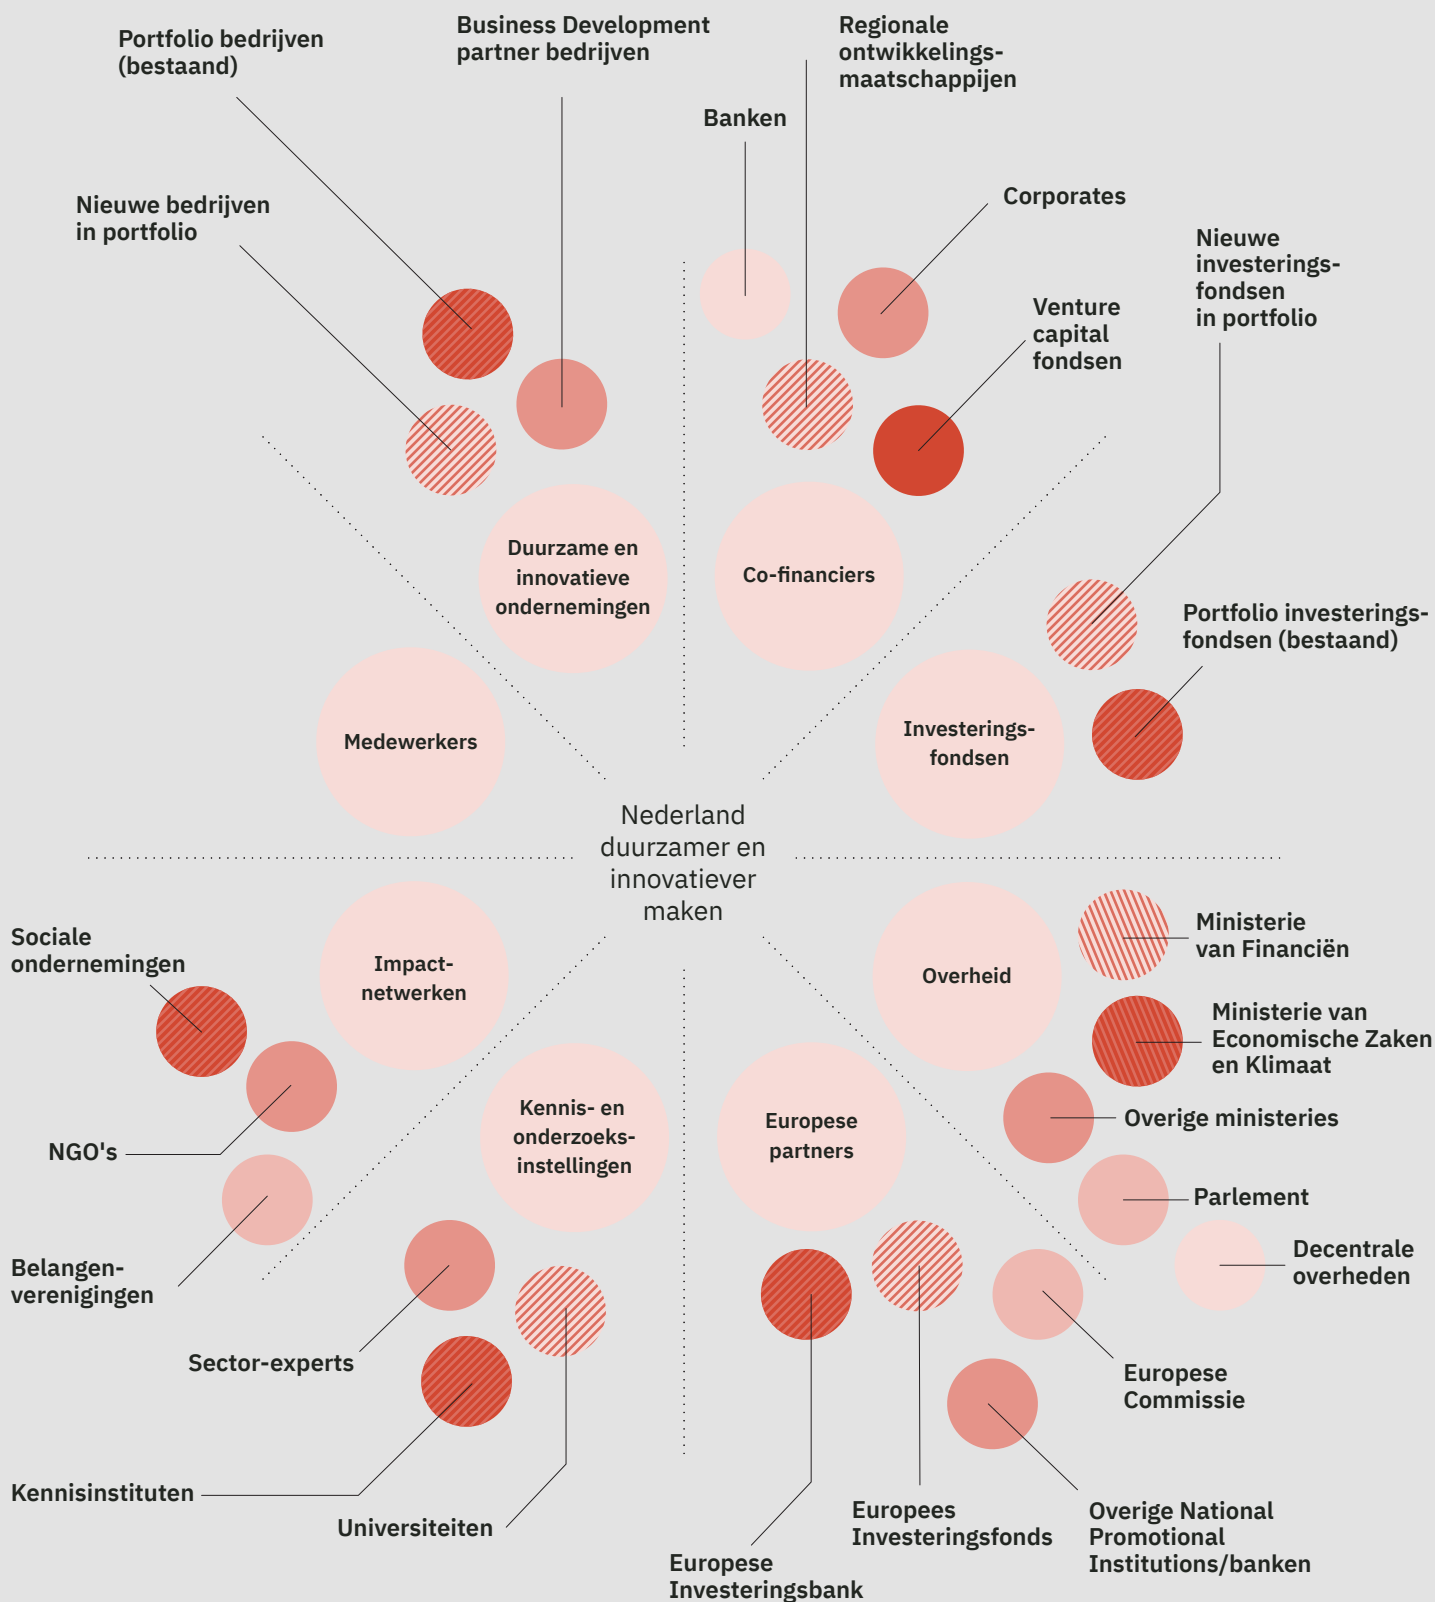 Portfolio bedrijven
(bestaand)
Business Development
partner bedrijven
Regionale
ontwikkelings-
maatschappijen
Banken
Nieuwe bedrijven
in portfolio
Corporates
Nieuwe
investerings-
fondsen
in portfolio
Venture
capital
fondsen
Duurzame en
innovatieve
ondernemingen
Co-financiers
Portfolio investerings-
fondsen (bestaand)
Medewerkers
Investerings-
fondsen
Nederland
duurzamer en
innovatiever
maken
Sociale
ondernemingen
Impact-
netwerken
Overheid
Ministerie
van Financiën
Ministerie van
Economische Zaken
en Klimaat
NGO's
Kennis- en
onderzoeks-
instellingen
Europese
partners
Overige ministeries
Parlement
Belangen-
verenigingen
Decentrale
overheden
Sector-experts
Europese
Commissie
Kennisinstituten
Universiteiten
Europees
Investeringsfonds
Overige National
Promotional
Institutions/banken
Europese
Investeringsbank